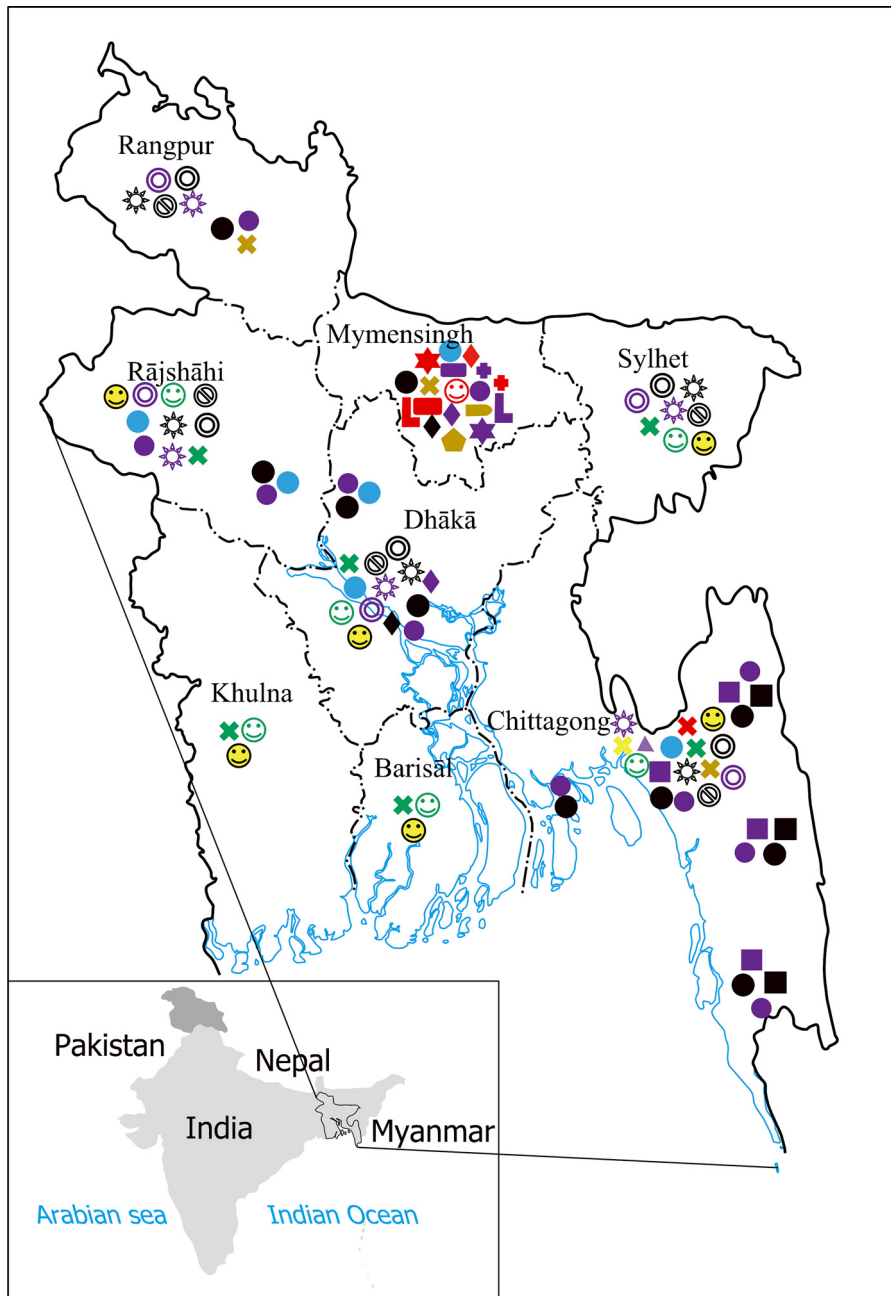 Rangpur
Mymensingh
Rājshāhi
Sylhet
Dhākā
Khulna
Chittagong
Barisāl
Pakistan
Nepal
India
Myanmar
Arabian sea
Indian Ocean